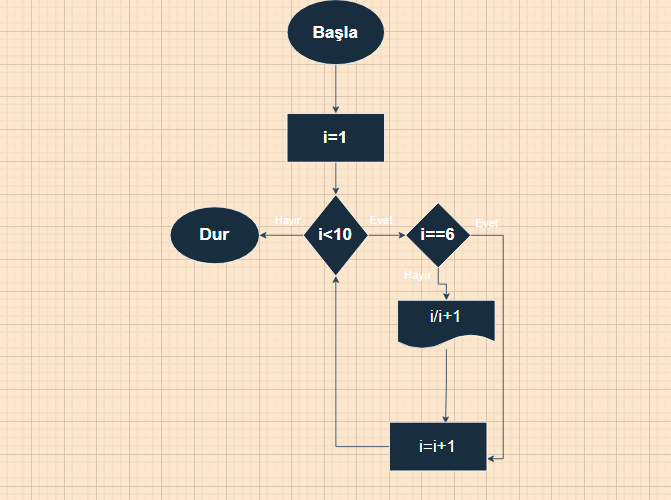 Başla
i=1
Hayır
Evet
Evet
Dur
i<10
i==6
Hayır
i/i+1
i=i+1